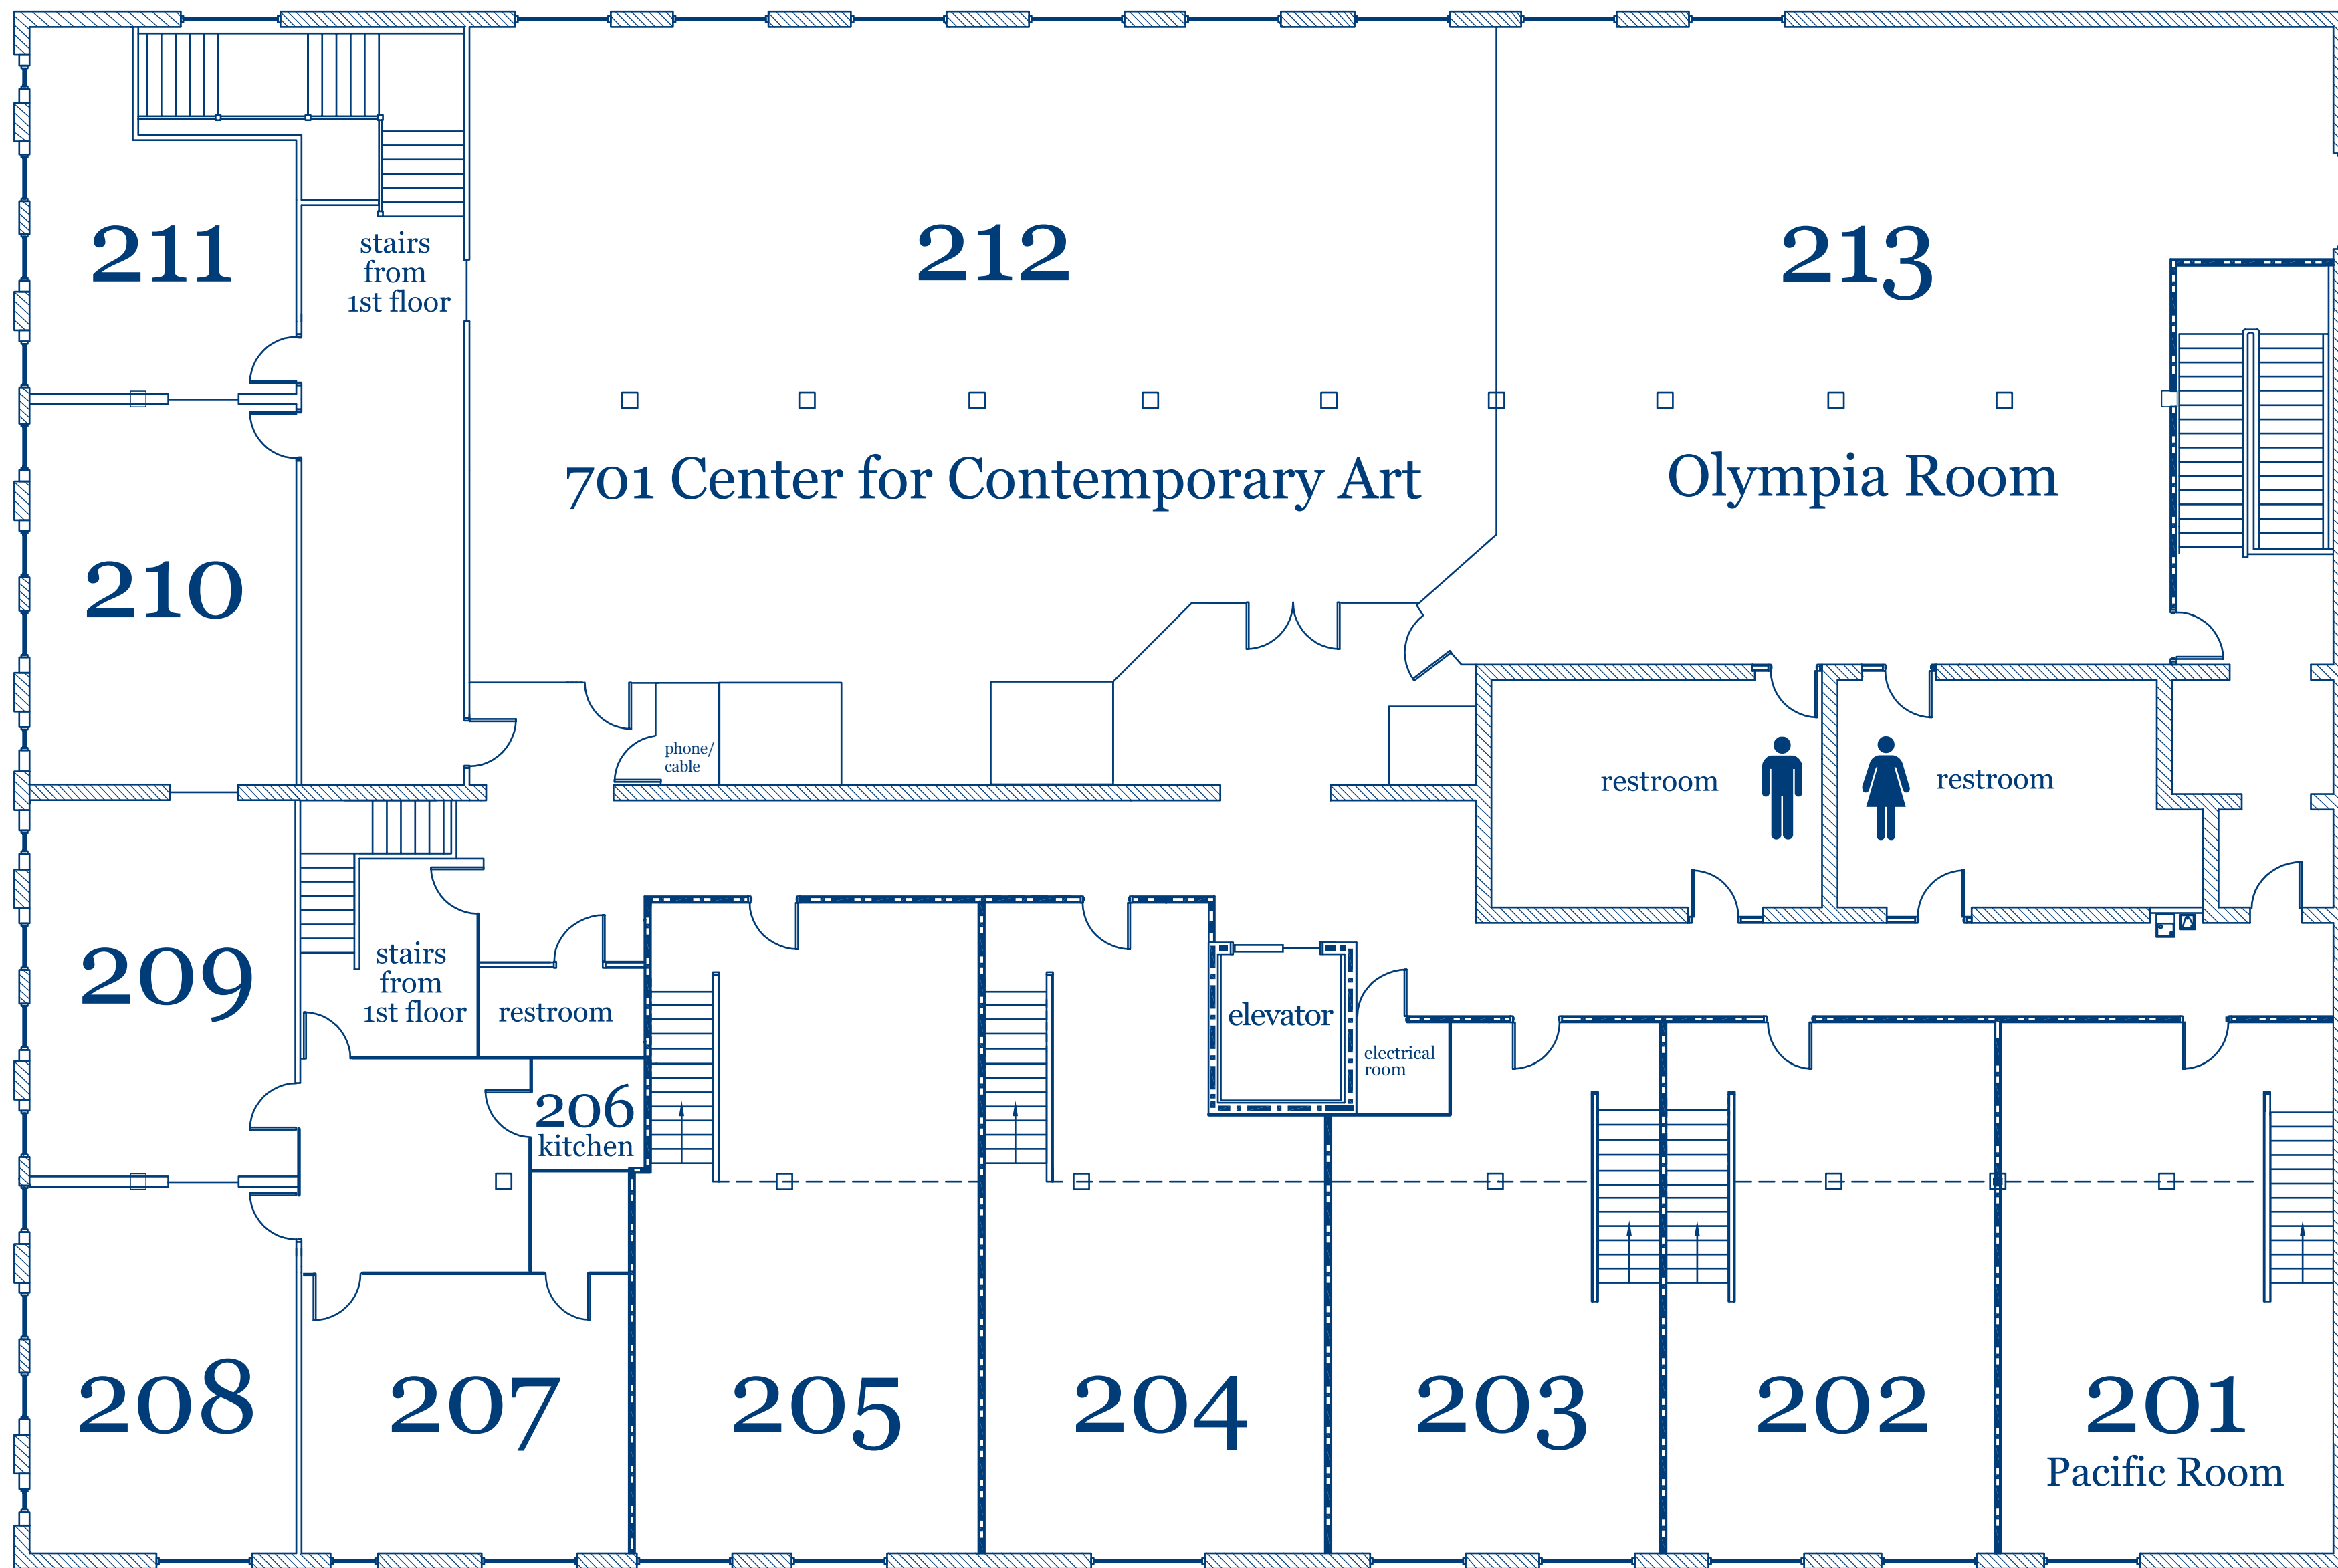 211
stairs
from
1st floor
212
213
701 Center for Contemporary Art
Olympia Room
210
phone/
cable
restroom
restroom
209
stairs
from
1st floor
restroom
elevator
electrical
room
206
kitchen
208
207
205
204
203
202
201
Pacific Room